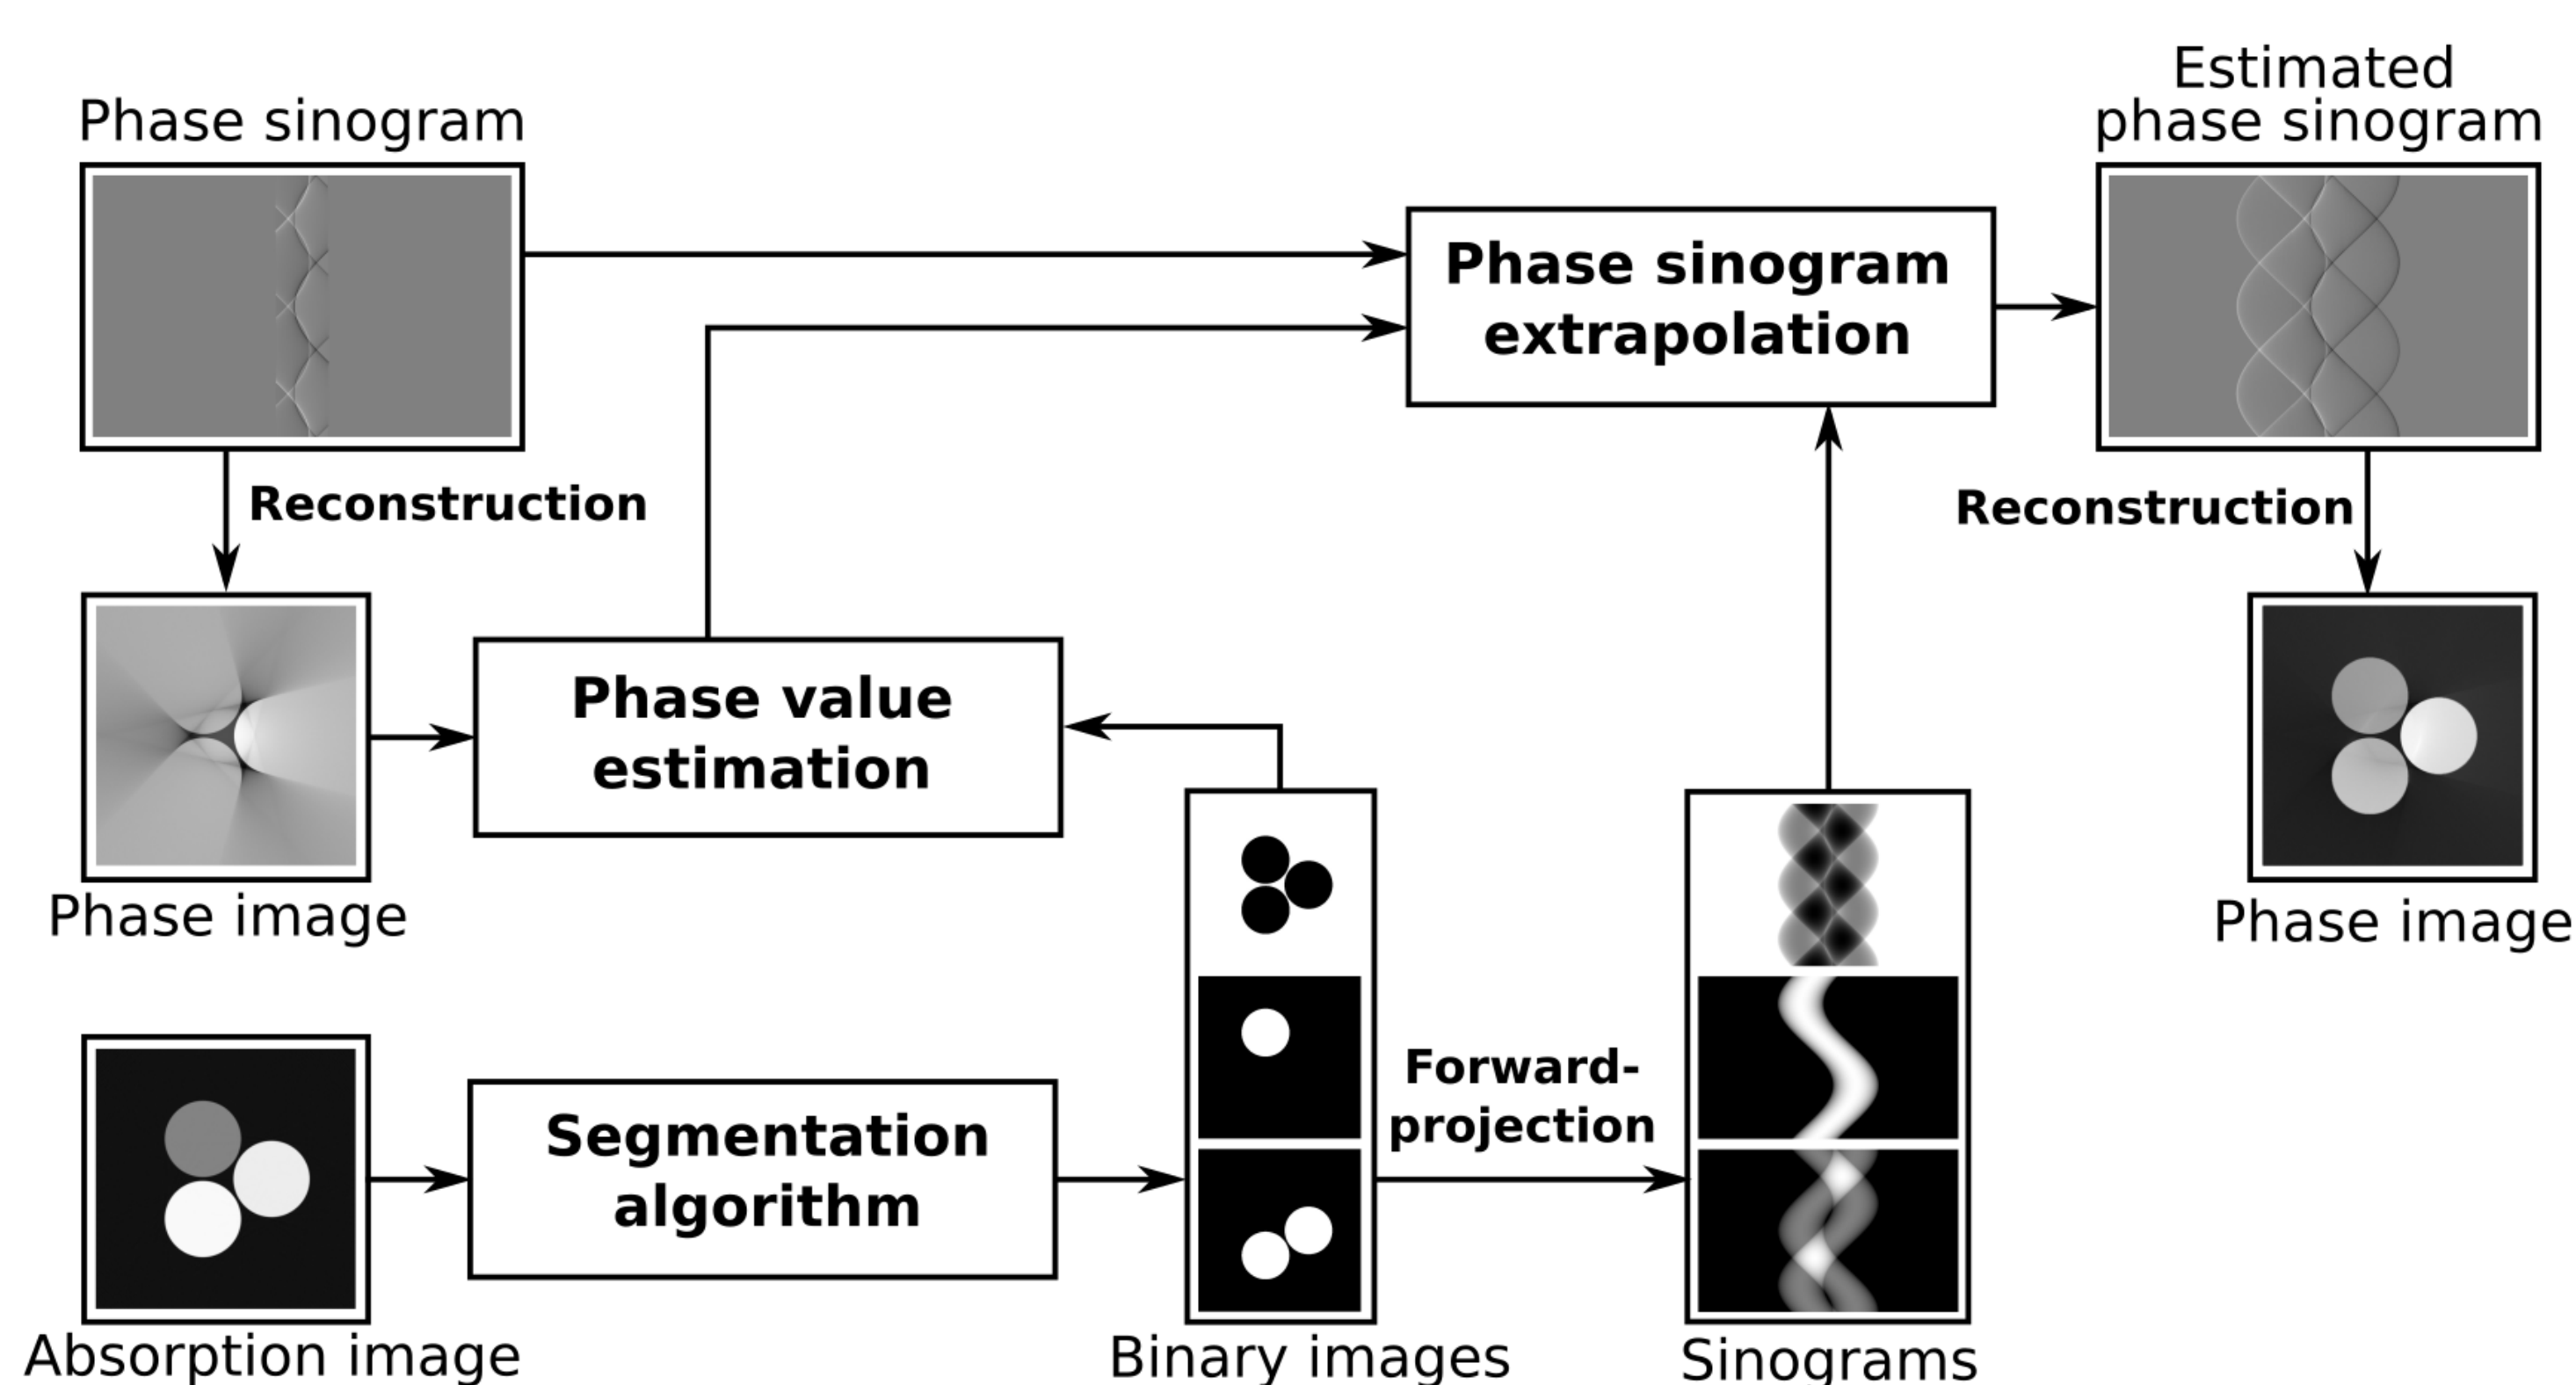 Phase sinogram
Estimated
phase sinogram
Phase sinogram
extrapolation
Reconstruction
Reconstruction
Phase value
estimation
Phase image
Phase image
Segmentation
algorithm
Forward-
projection
Absorption image
Binary images
Sinograms